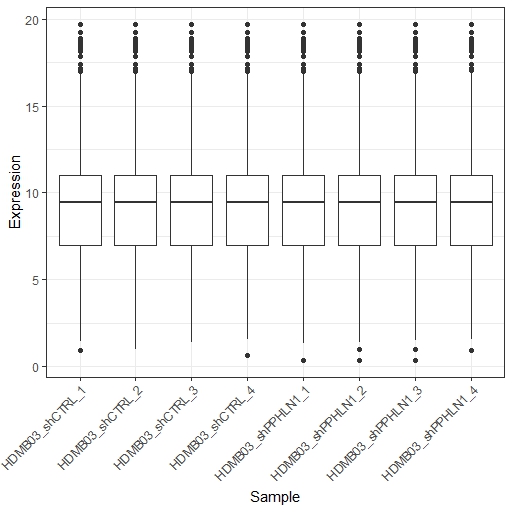 20
15
10
5
0
Expression
HDMB03_shCTRL_1
HDMB03_shCTRL_2
HDMB03_shCTRL_3
HDMB03_shCTRL_4
HDMB03_shPPHLN1_1
HDMB03_shPPHLN1_2
HDMB03_shPPHLN1_3
HDMB03_shPPHLN1_4
Sample